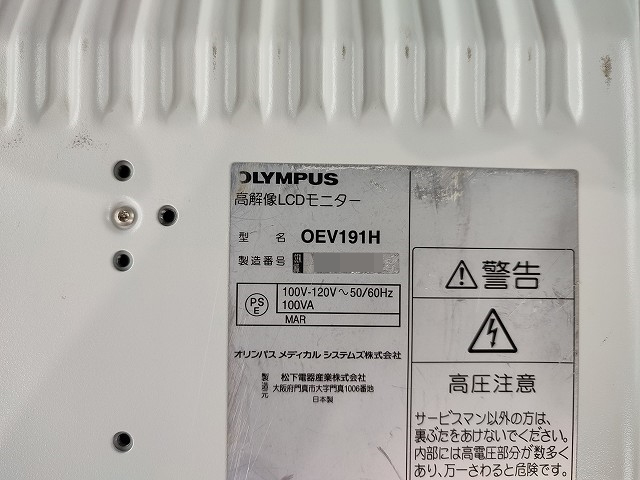 OLYMPUS
高解像LCDモニター
型 名 OEV191H
製造番号
PS
E
100V-120V～50/60Hz
100VA
MAR
オリンパス メディカル システムズ株式会社
製造元
松下電器産業株式会社
大阪府門真市大字門真1006番地
日本製
警告
高圧注意
サービスマン以外の方は、
裏ぶたをあけないでください。
内部には高電圧部分が数多く
あり、万一さわると危険です。